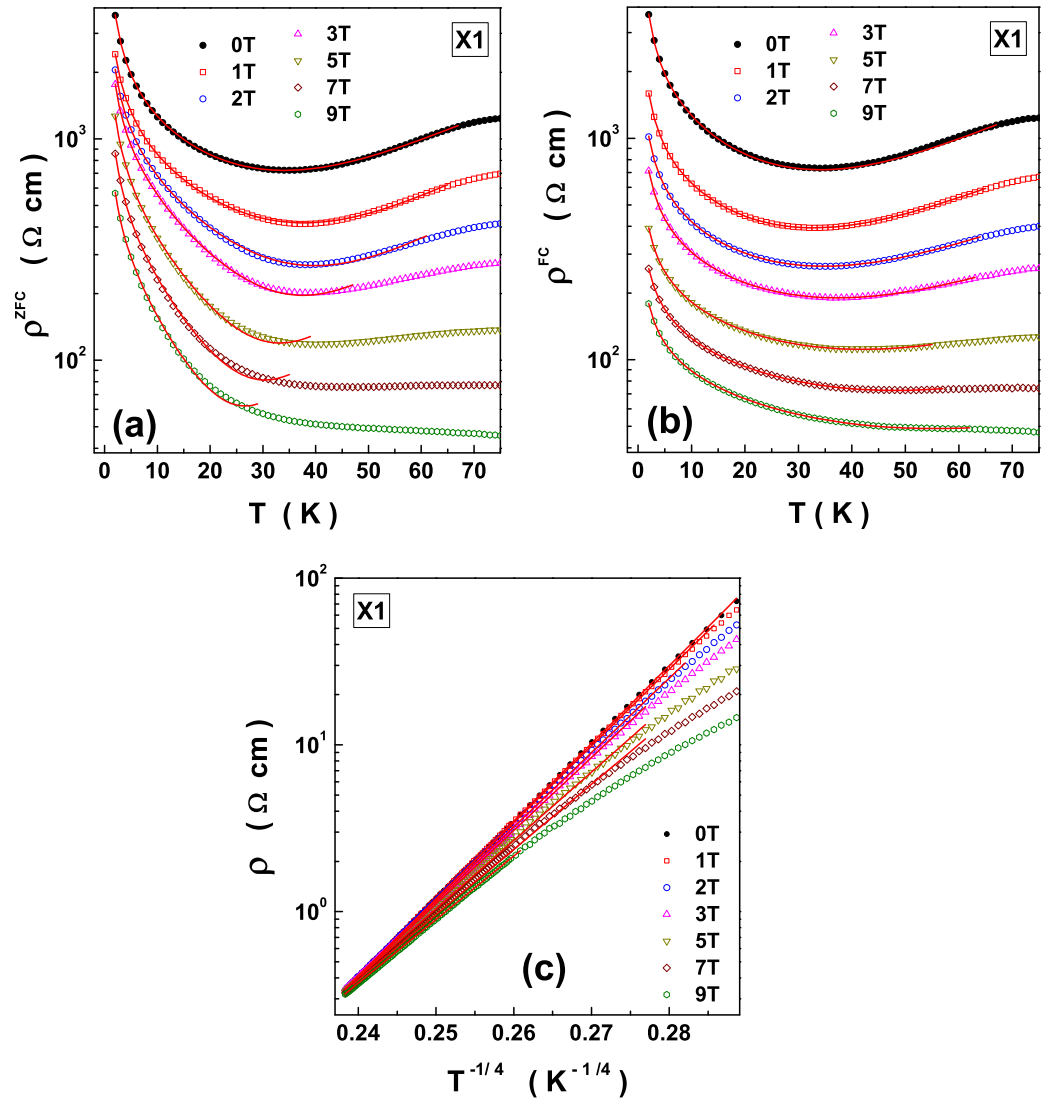 X1
0T
1T
2T
3T
5T
7T
9T
10³
10²
ρ^ZFC ( Ω cm )
(a)
0 10 20 30 40 50 60 70
T ( K )
X1
0T
1T
2T
3T
5T
7T
9T
10³
10²
ρ^FC ( Ω cm )
(b)
0 10 20 30 40 50 60 70
T ( K )
X1
10²
10¹
10⁰
ρ ( Ω cm )
0T
1T
2T
3T
5T
7T
9T
(c)
0.24 0.25 0.26 0.27 0.28
T^-1/4 ( K^-1/4 )